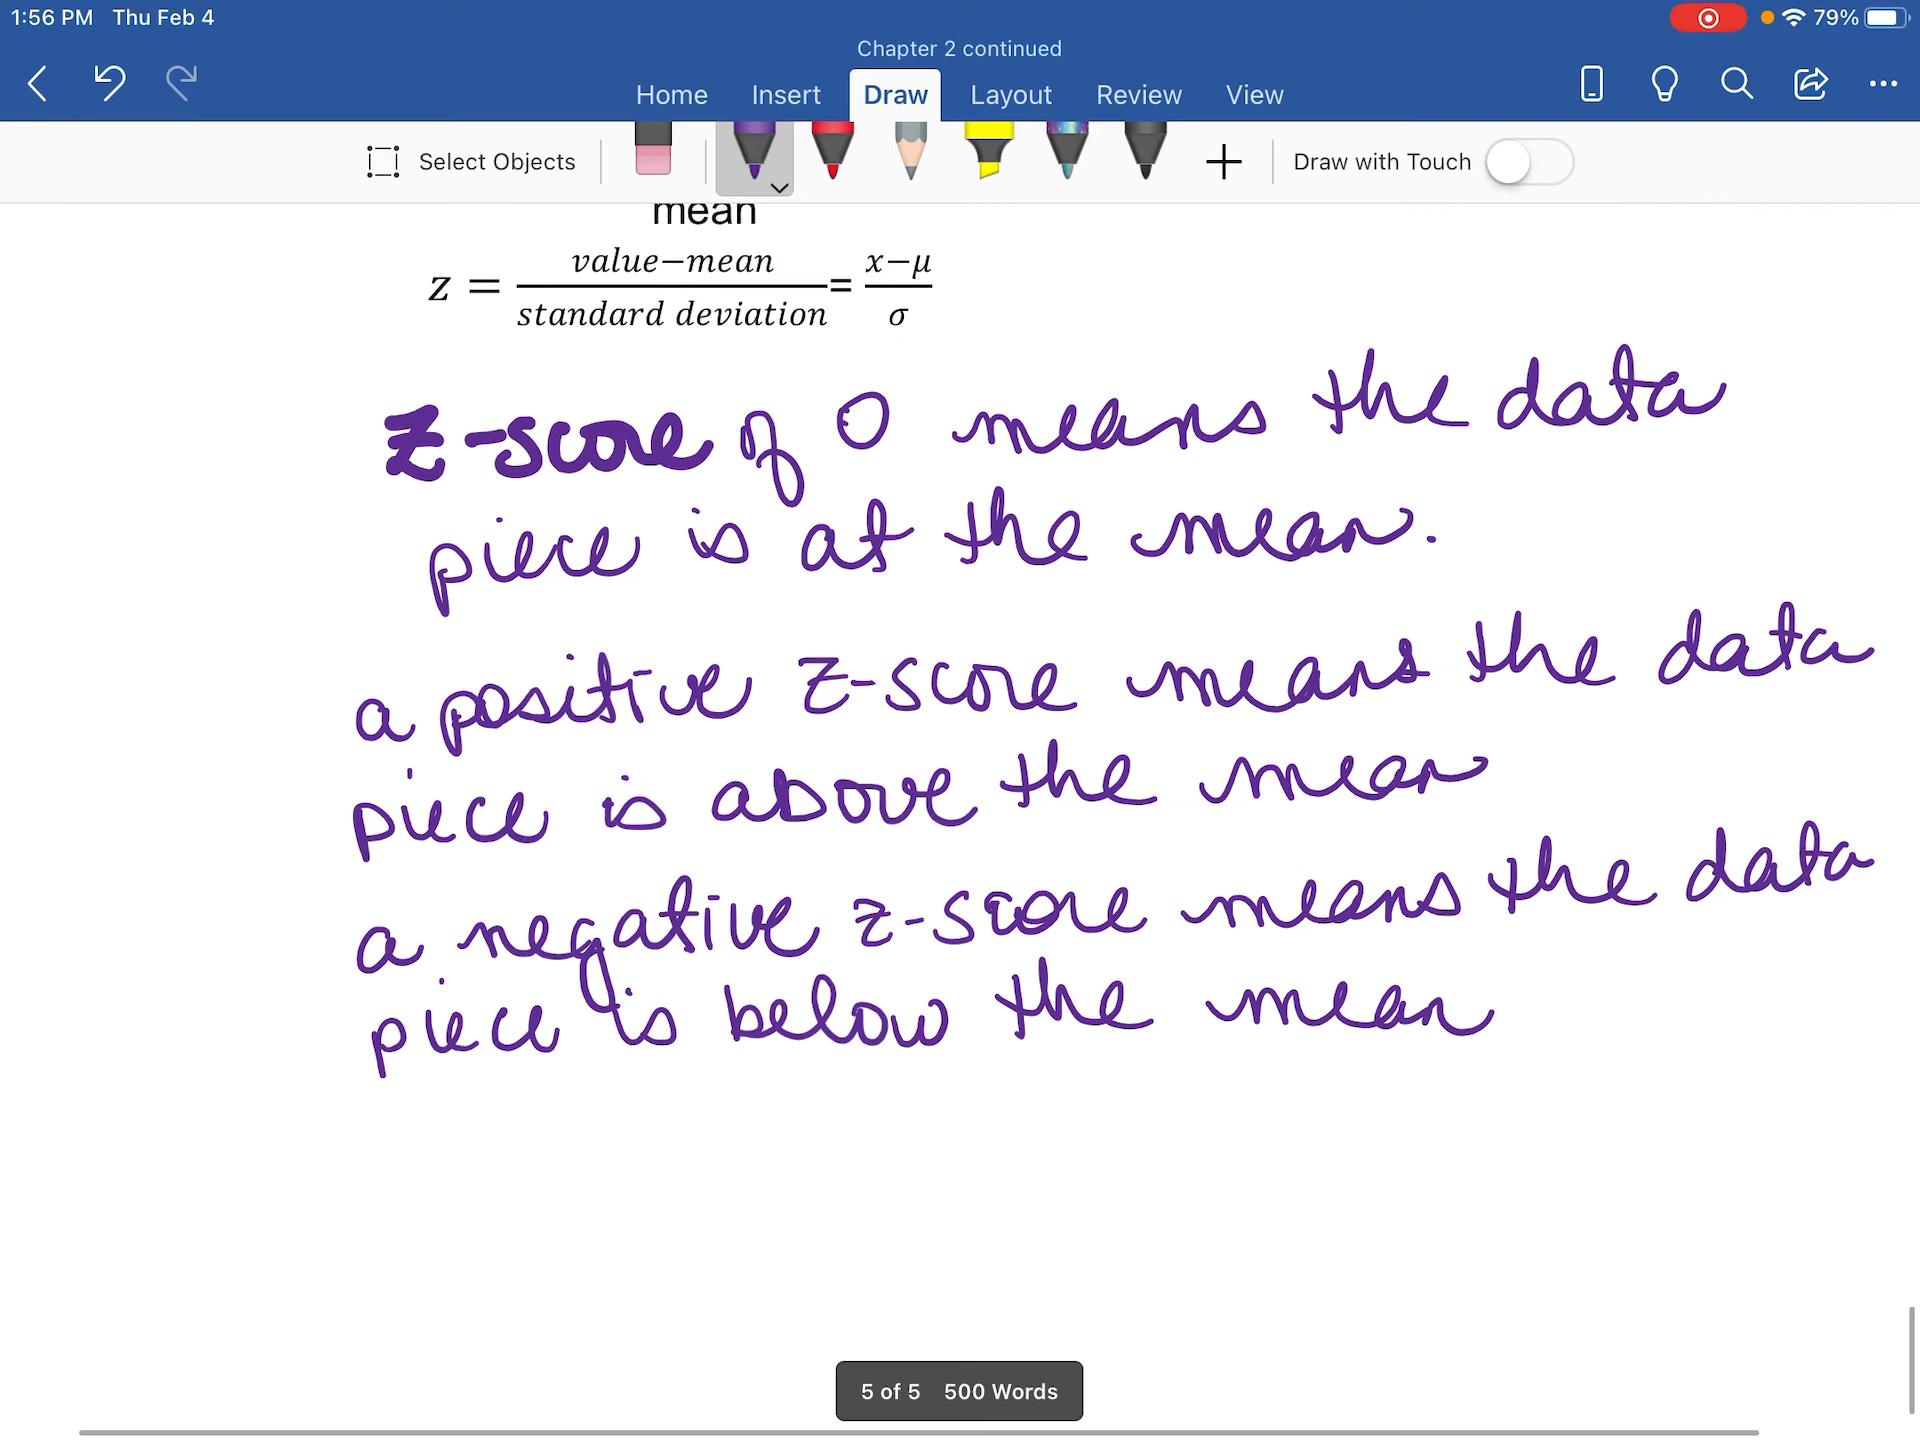 1:56 PM Thu Feb 4 79%
Chapter 2 continued
Home Insert Draw Layout Review View
Select Objects Draw with Touch
mean
z = value−mean / standard deviation = x−μ / σ
Z-score of 0 means the data
piece is at the mean.
a positive z-score means the data
piece is above the mean
a negative z-score means the data
piece is below the mean
5 of 5 500 Words